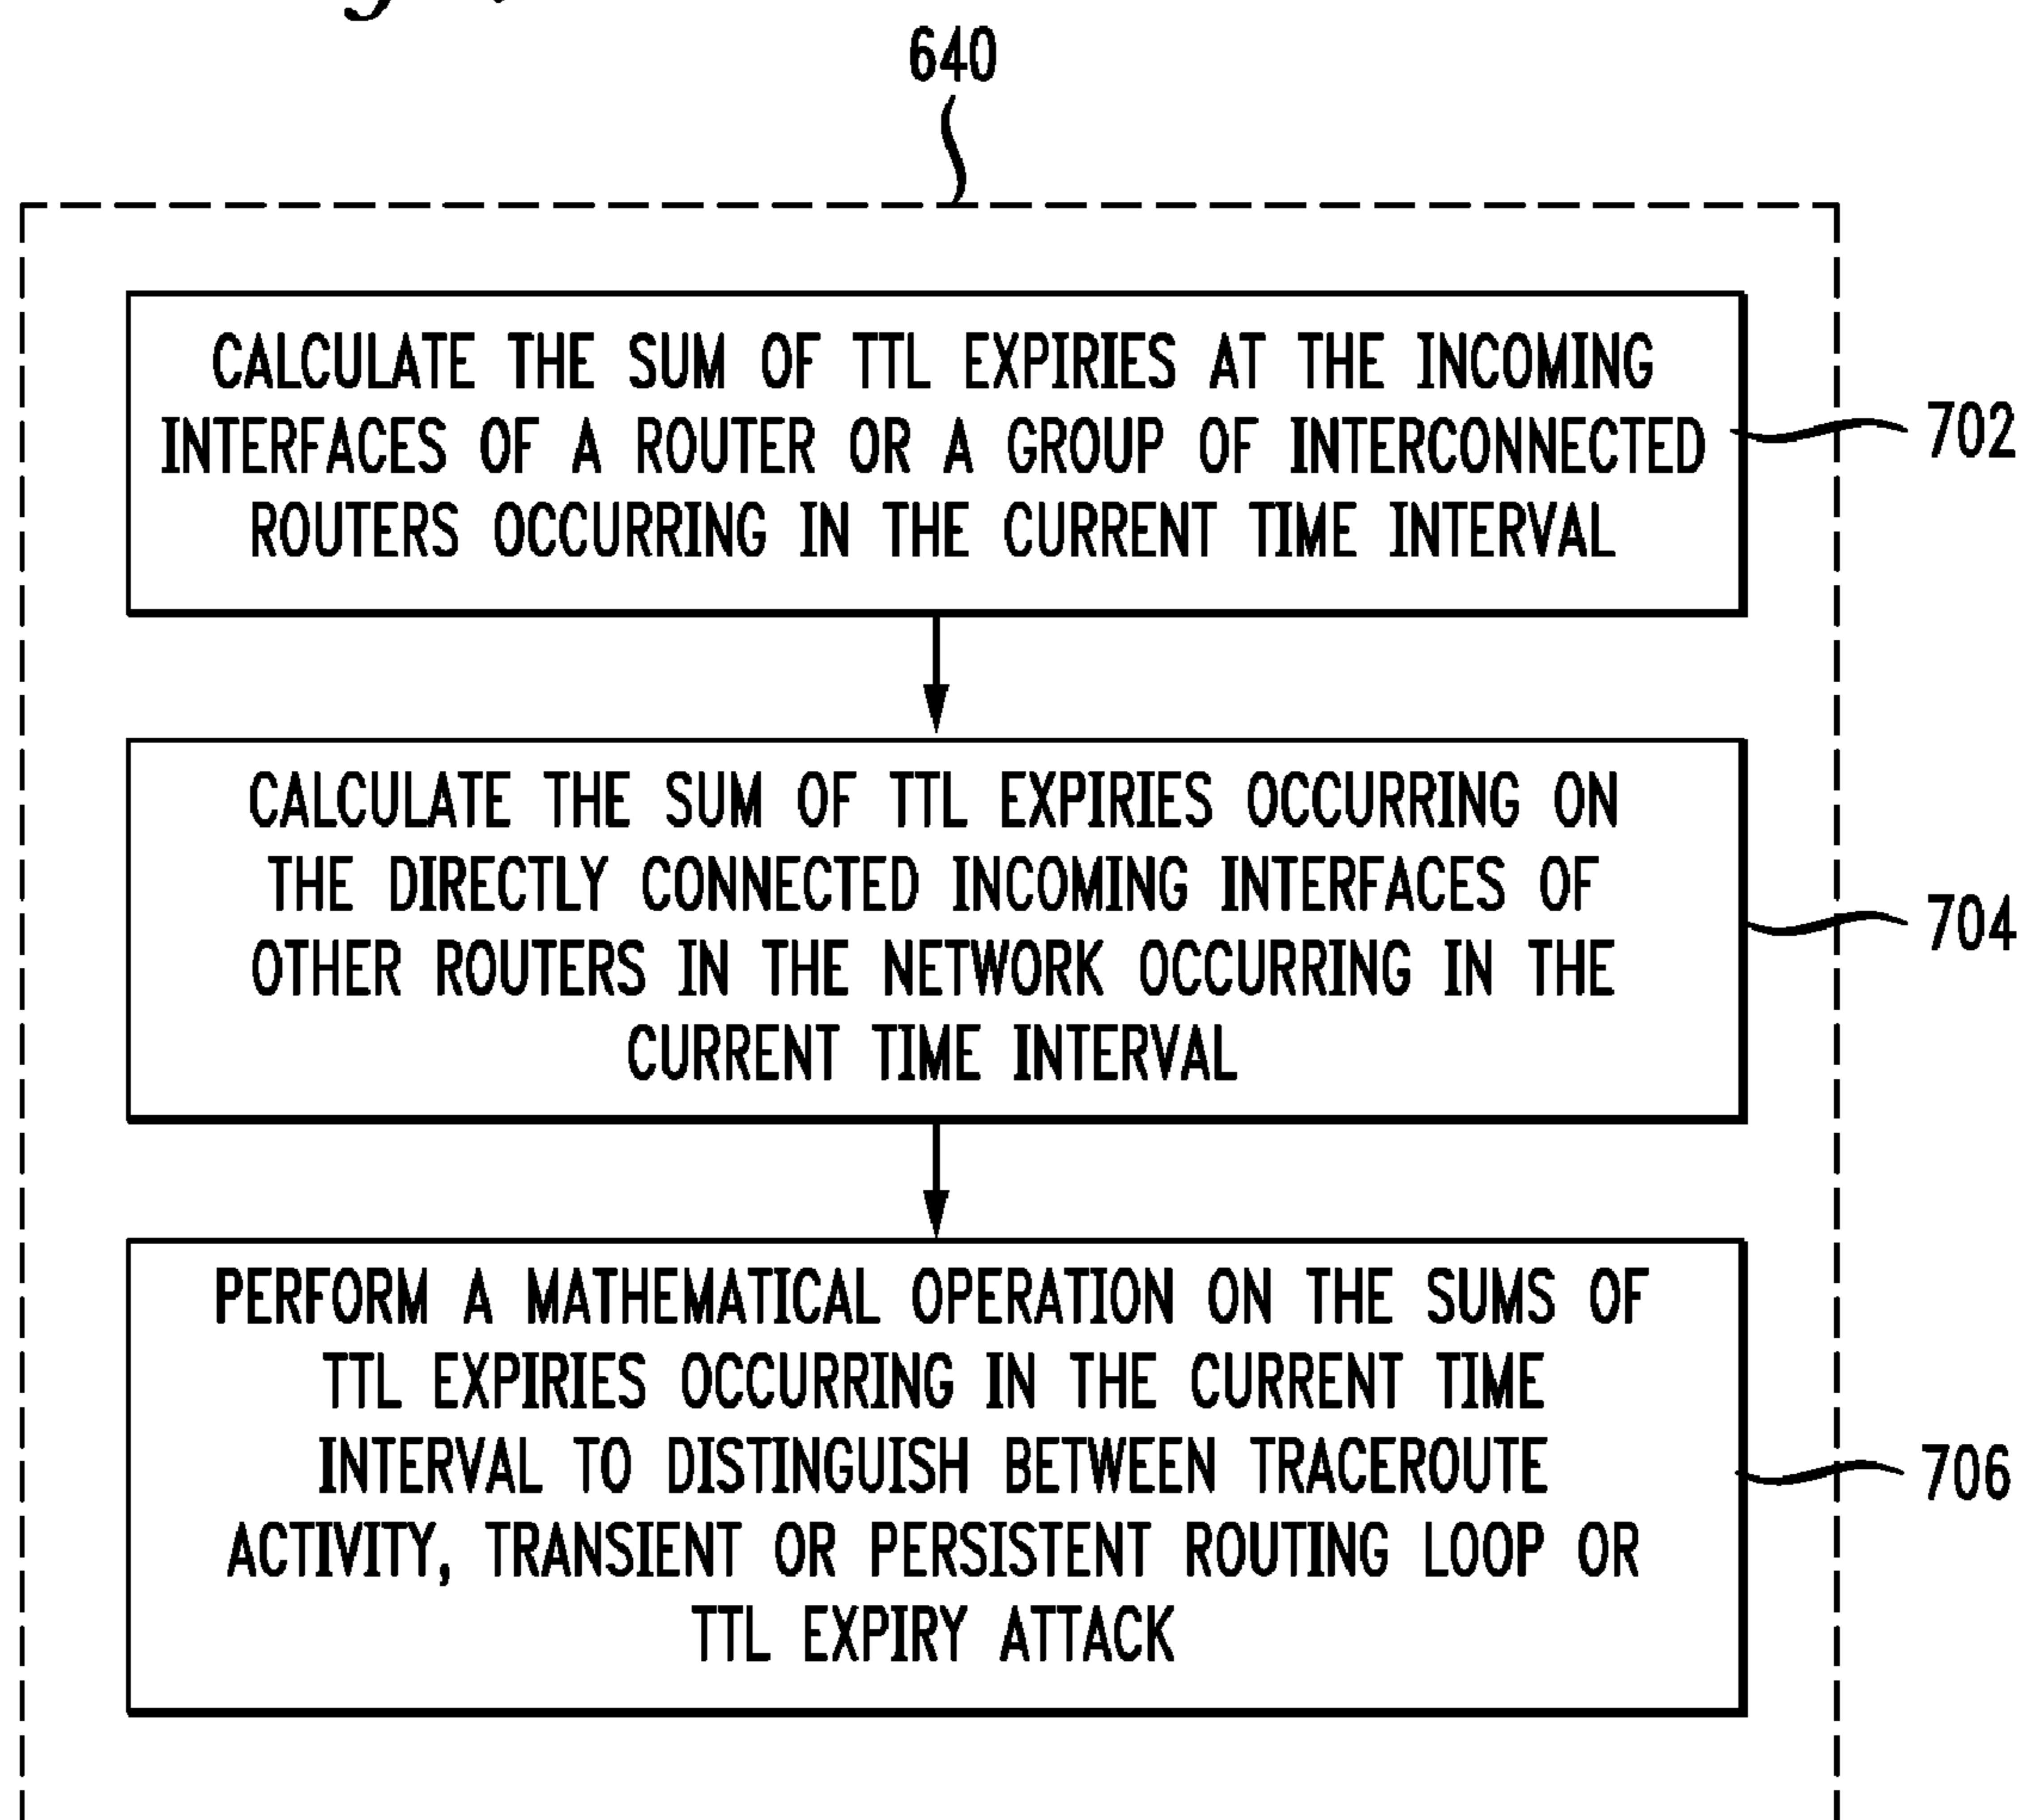 640
CALCULATE THE SUM OF TTL EXPIRIES AT THE INCOMING
INTERFACES OF A ROUTER OR A GROUP OF INTERCONNECTED
ROUTERS OCCURRING IN THE CURRENT TIME INTERVAL
702
CALCULATE THE SUM OF TTL EXPIRIES OCCURRING ON
THE DIRECTLY CONNECTED INCOMING INTERFACES OF
OTHER ROUTERS IN THE NETWORK OCCURRING IN THE
CURRENT TIME INTERVAL
704
PERFORM A MATHEMATICAL OPERATION ON THE SUMS OF
TTL EXPIRIES OCCURRING IN THE CURRENT TIME
INTERVAL TO DISTINGUISH BETWEEN TRACEROUTE
ACTIVITY, TRANSIENT OR PERSISTENT ROUTING LOOP OR
TTL EXPIRY ATTACK
706